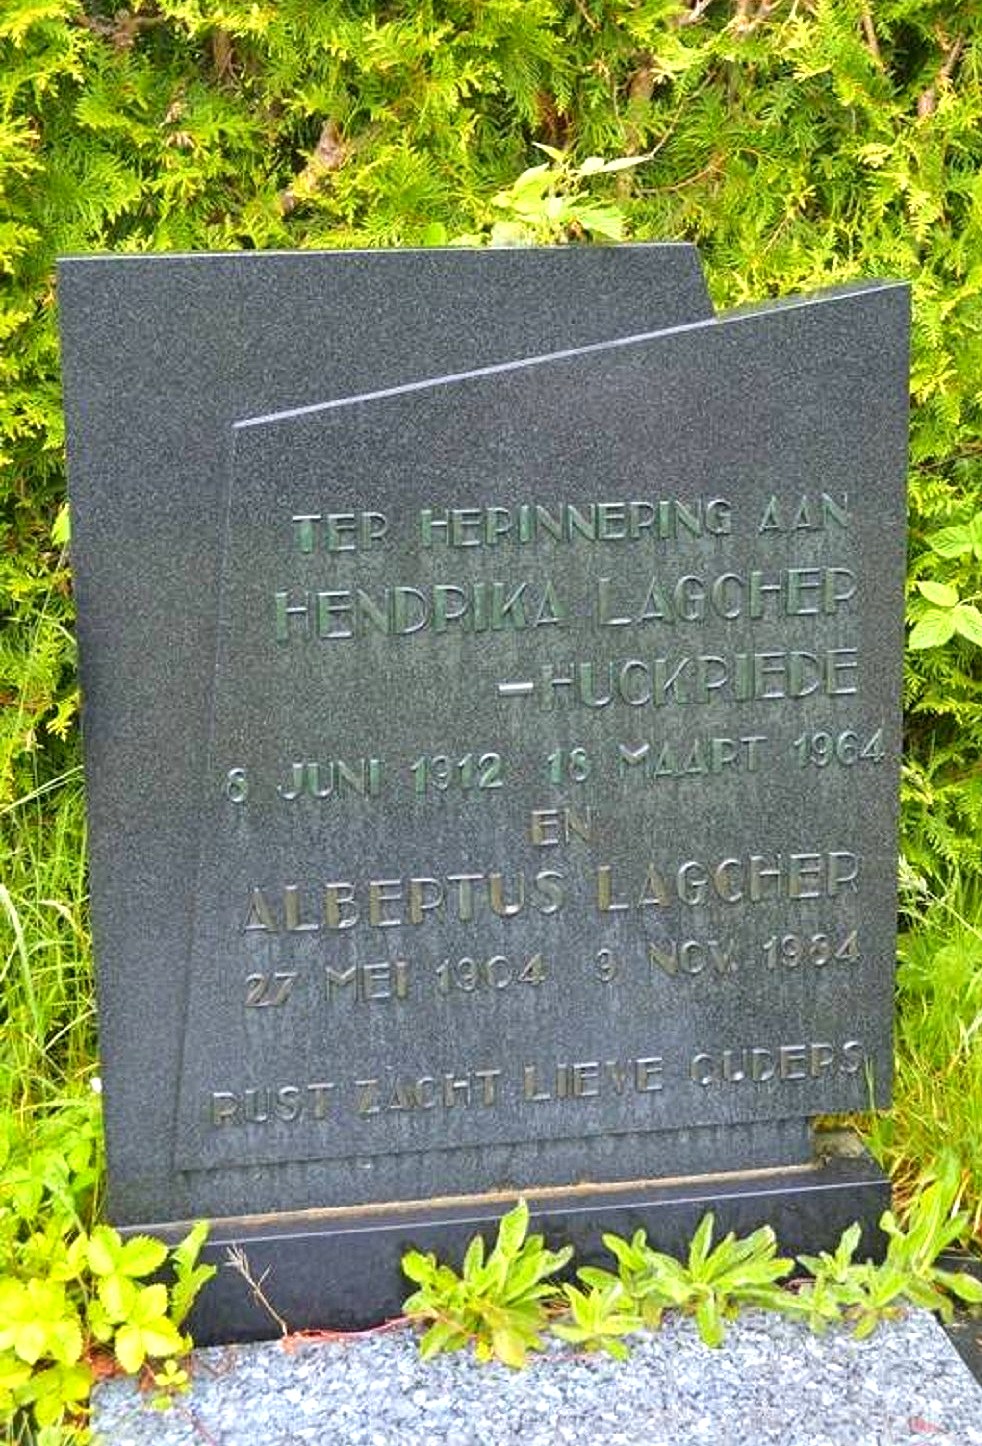 TER HERINNERING AAN
HENDRIKA LAGCHER
-HUCKRIEDE
8 JUNI 1912 18 MAART 1964
EN
ALBERTUS LAGCHER
27 MEI 1904 9 NOV. 1984
RUST ZACHT LIEVE OUDERS